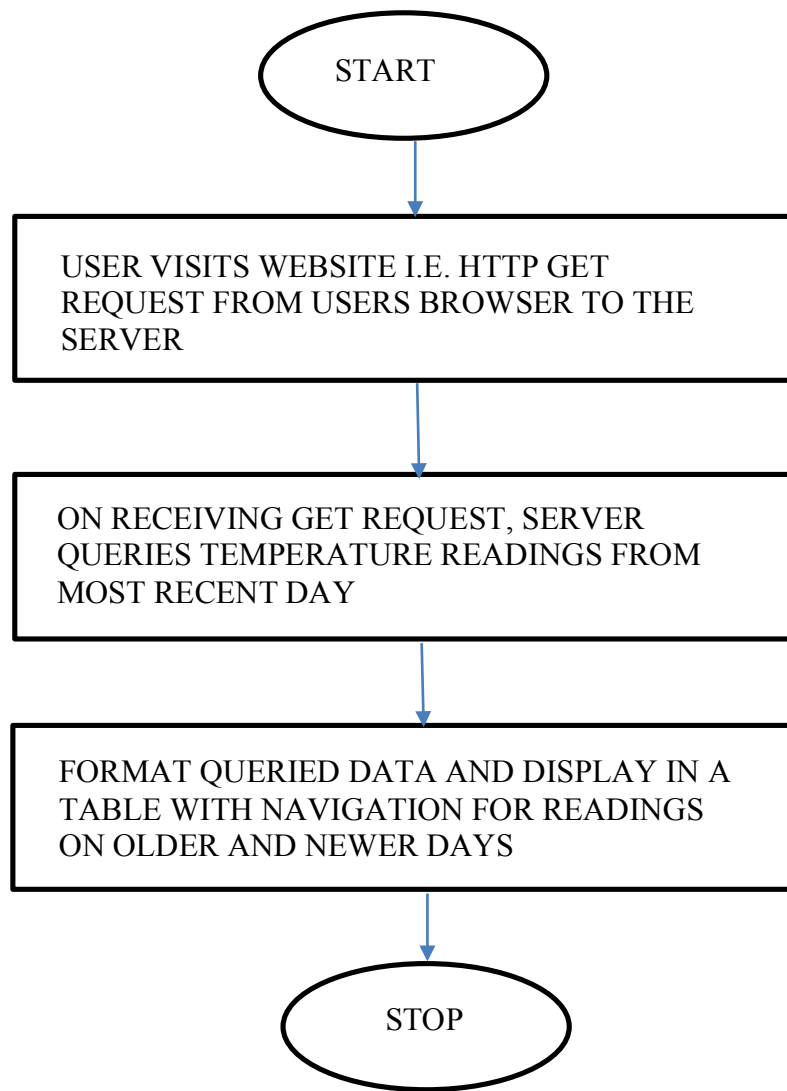 START
USER VISITS WEBSITE I.E. HTTP GET
REQUEST FROM USERS BROWSER TO THE
SERVER
ON RECEIVING GET REQUEST, SERVER
QUERIES TEMPERATURE READINGS FROM
MOST RECENT DAY
FORMAT QUERIED DATA AND DISPLAY IN A
TABLE WITH NAVIGATION FOR READINGS
ON OLDER AND NEWER DAYS
STOP